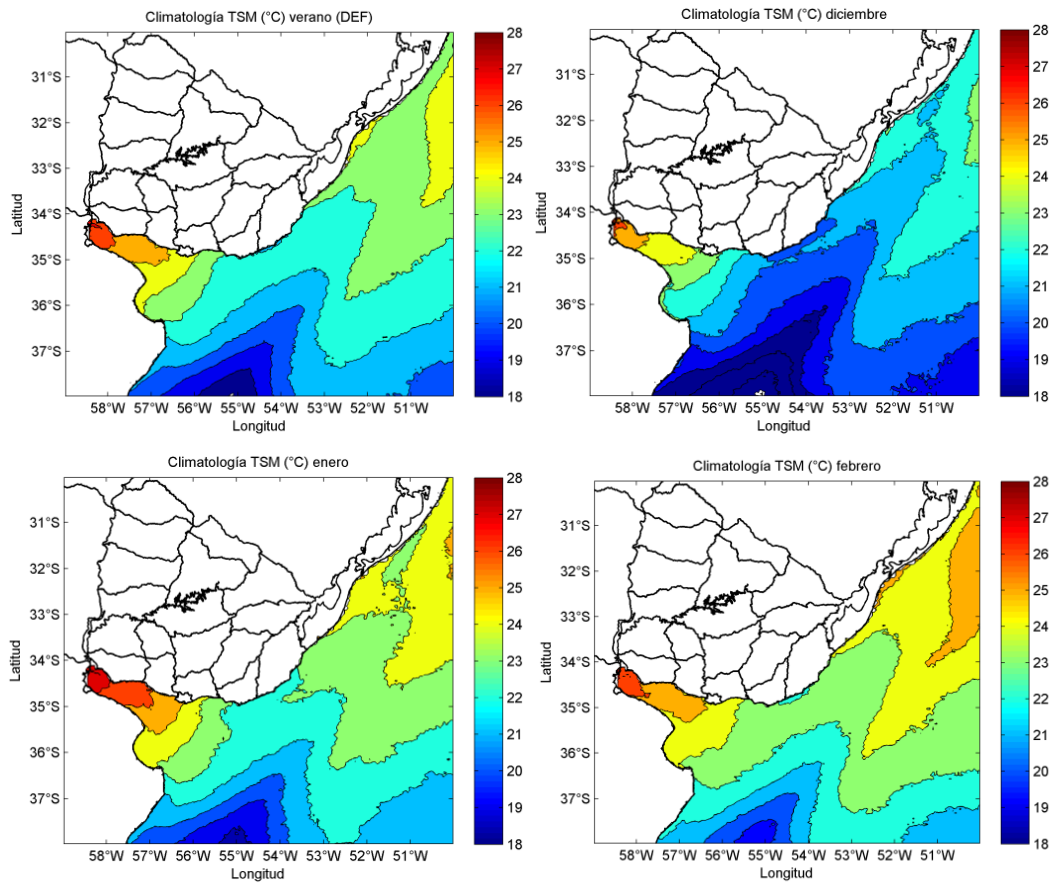 Climatología TSM (°C) verano (DEF)
31°S
32°S
33°S
34°S
35°S
36°S
37°S
Latitud
58°W 57°W 56°W 55°W 54°W 53°W 52°W 51°W
Longitud
28
27
26
25
24
23
22
21
20
19
18
Climatología TSM (°C) diciembre
31°S
32°S
33°S
34°S
35°S
36°S
37°S
Latitud
58°W 57°W 56°W 55°W 54°W 53°W 52°W 51°W
Longitud
28
27
26
25
24
23
22
21
20
19
18
Climatología TSM (°C) enero
31°S
32°S
33°S
34°S
35°S
36°S
37°S
Latitud
58°W 57°W 56°W 55°W 54°W 53°W 52°W 51°W
Longitud
28
27
26
25
24
23
22
21
20
19
18
Climatología TSM (°C) febrero
31°S
32°S
33°S
34°S
35°S
36°S
37°S
Latitud
58°W 57°W 56°W 55°W 54°W 53°W 52°W 51°W
Longitud
28
27
26
25
24
23
22
21
20
19
18